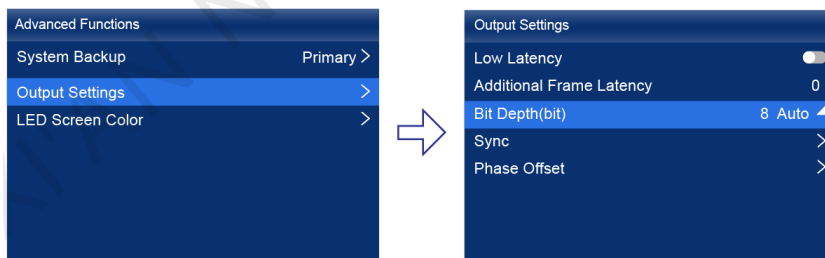 Advanced Functions
System Backup Primary >
Output Settings >
LED Screen Color >
Output Settings
Low Latency
Additional Frame Latency 0
Bit Depth(bit) 8 Auto
Sync >
Phase Offset >